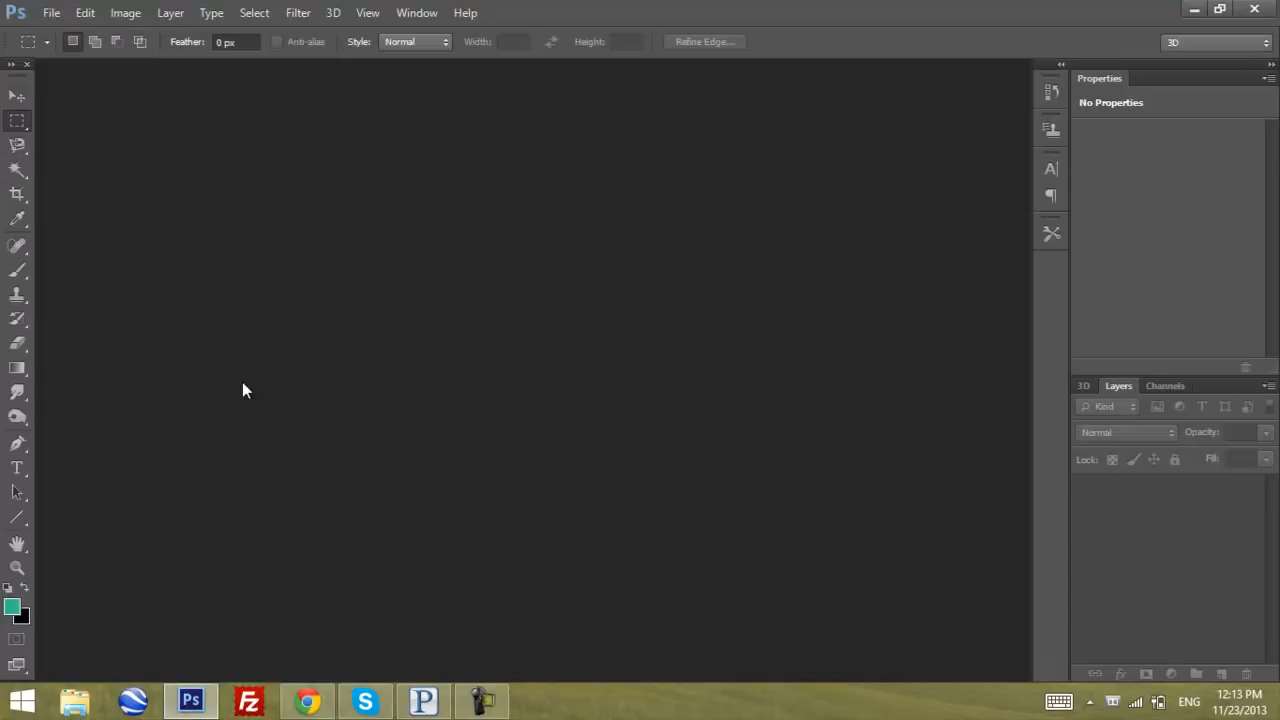 Ps File Edit Image Layer Type Select Filter 3D View Window Help
Feather: 0 px Anti-alias Style: Normal Width: Height: Refine Edge... 3D
Properties
No Properties
3D Layers Channels
Kind T
Normal Opacity:
Lock: Fill:
A
T
Ps Fz S P ENG 12:13 PM
11/23/2013